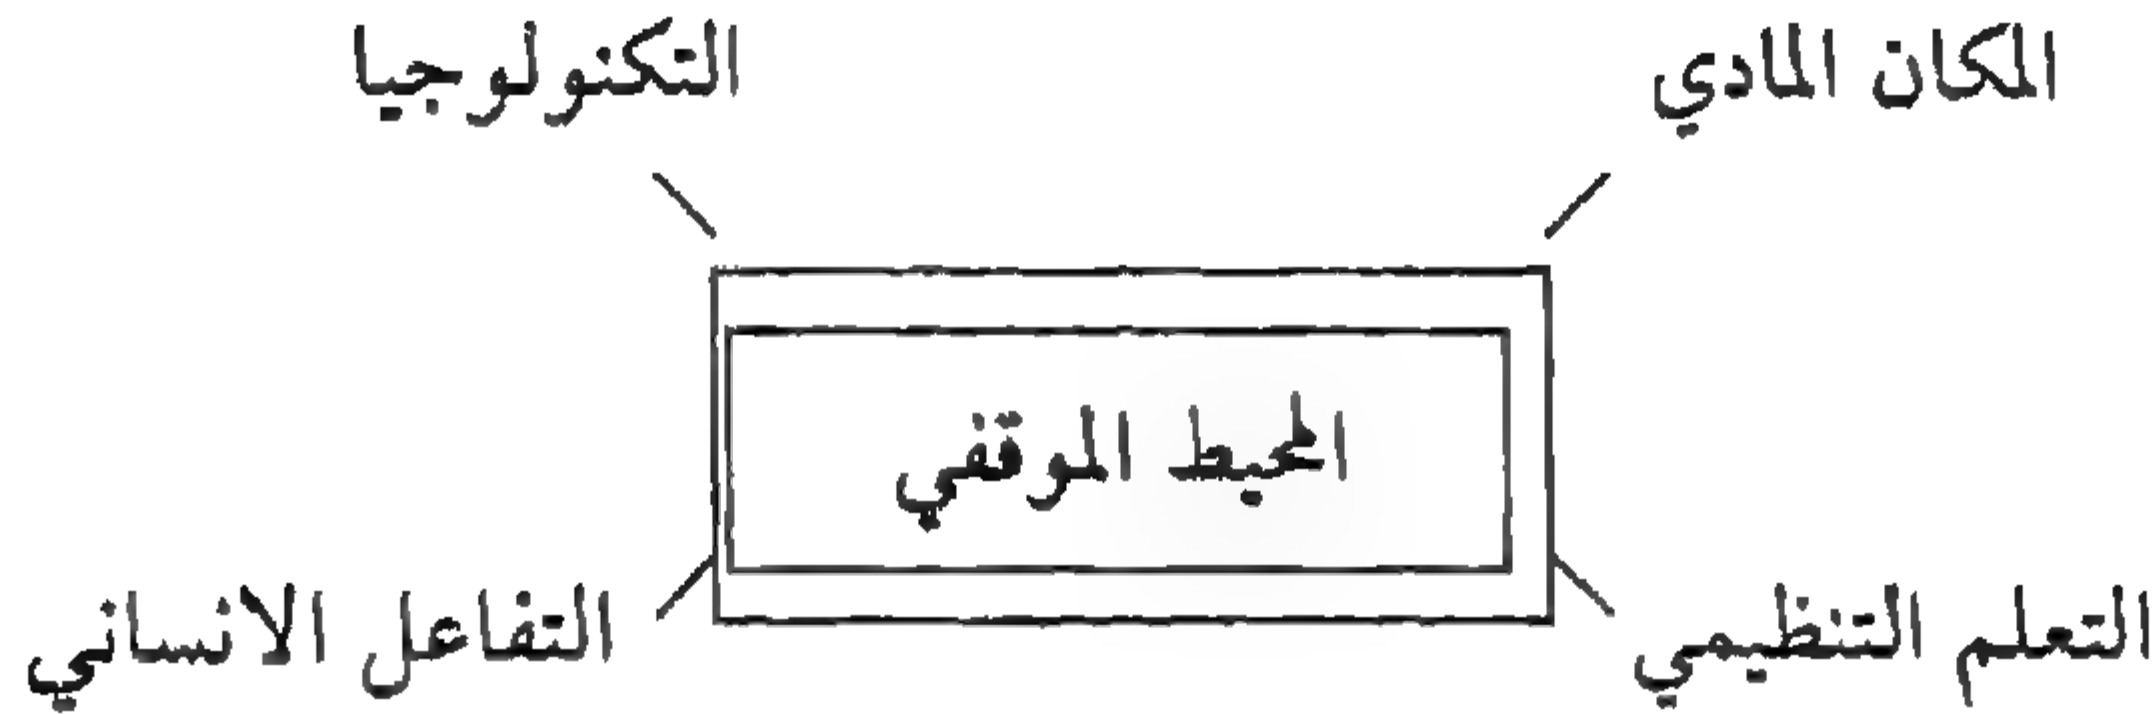 المكان المادي
التكنولوجيا
المحيط الموقفي
التعلم التنظيمي
التفاعل الانساني